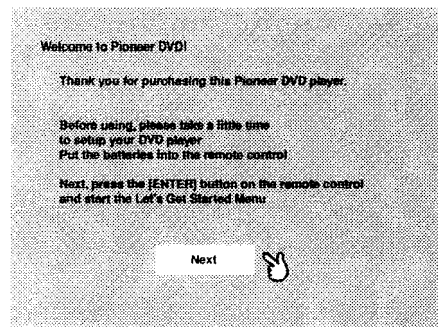 Welcome to Pioneer DVD!
Thank you for purchasing this Pioneer DVD player.
Before using, please take a little time
to setup your DVD player
Put the batteries into the remote control
Next, press the [ENTER] button on the remote control
and start the Let's Get Started Menu
Next